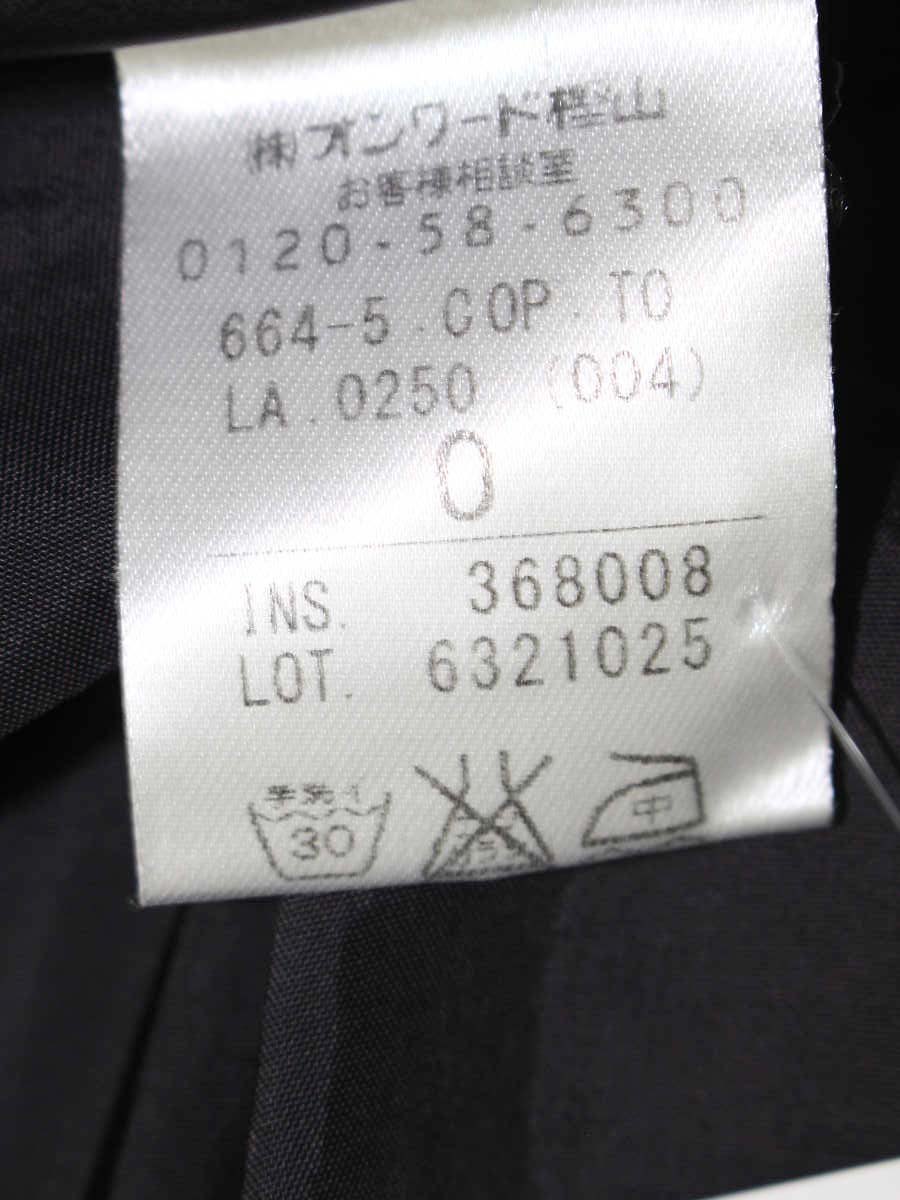 ㈱オンワード樫山
お客様相談室
0120-58-6300
664-5.COP.TO
LA.0250 (004)
0
INS. 368008
LOT. 6321025
手洗イ
30
中